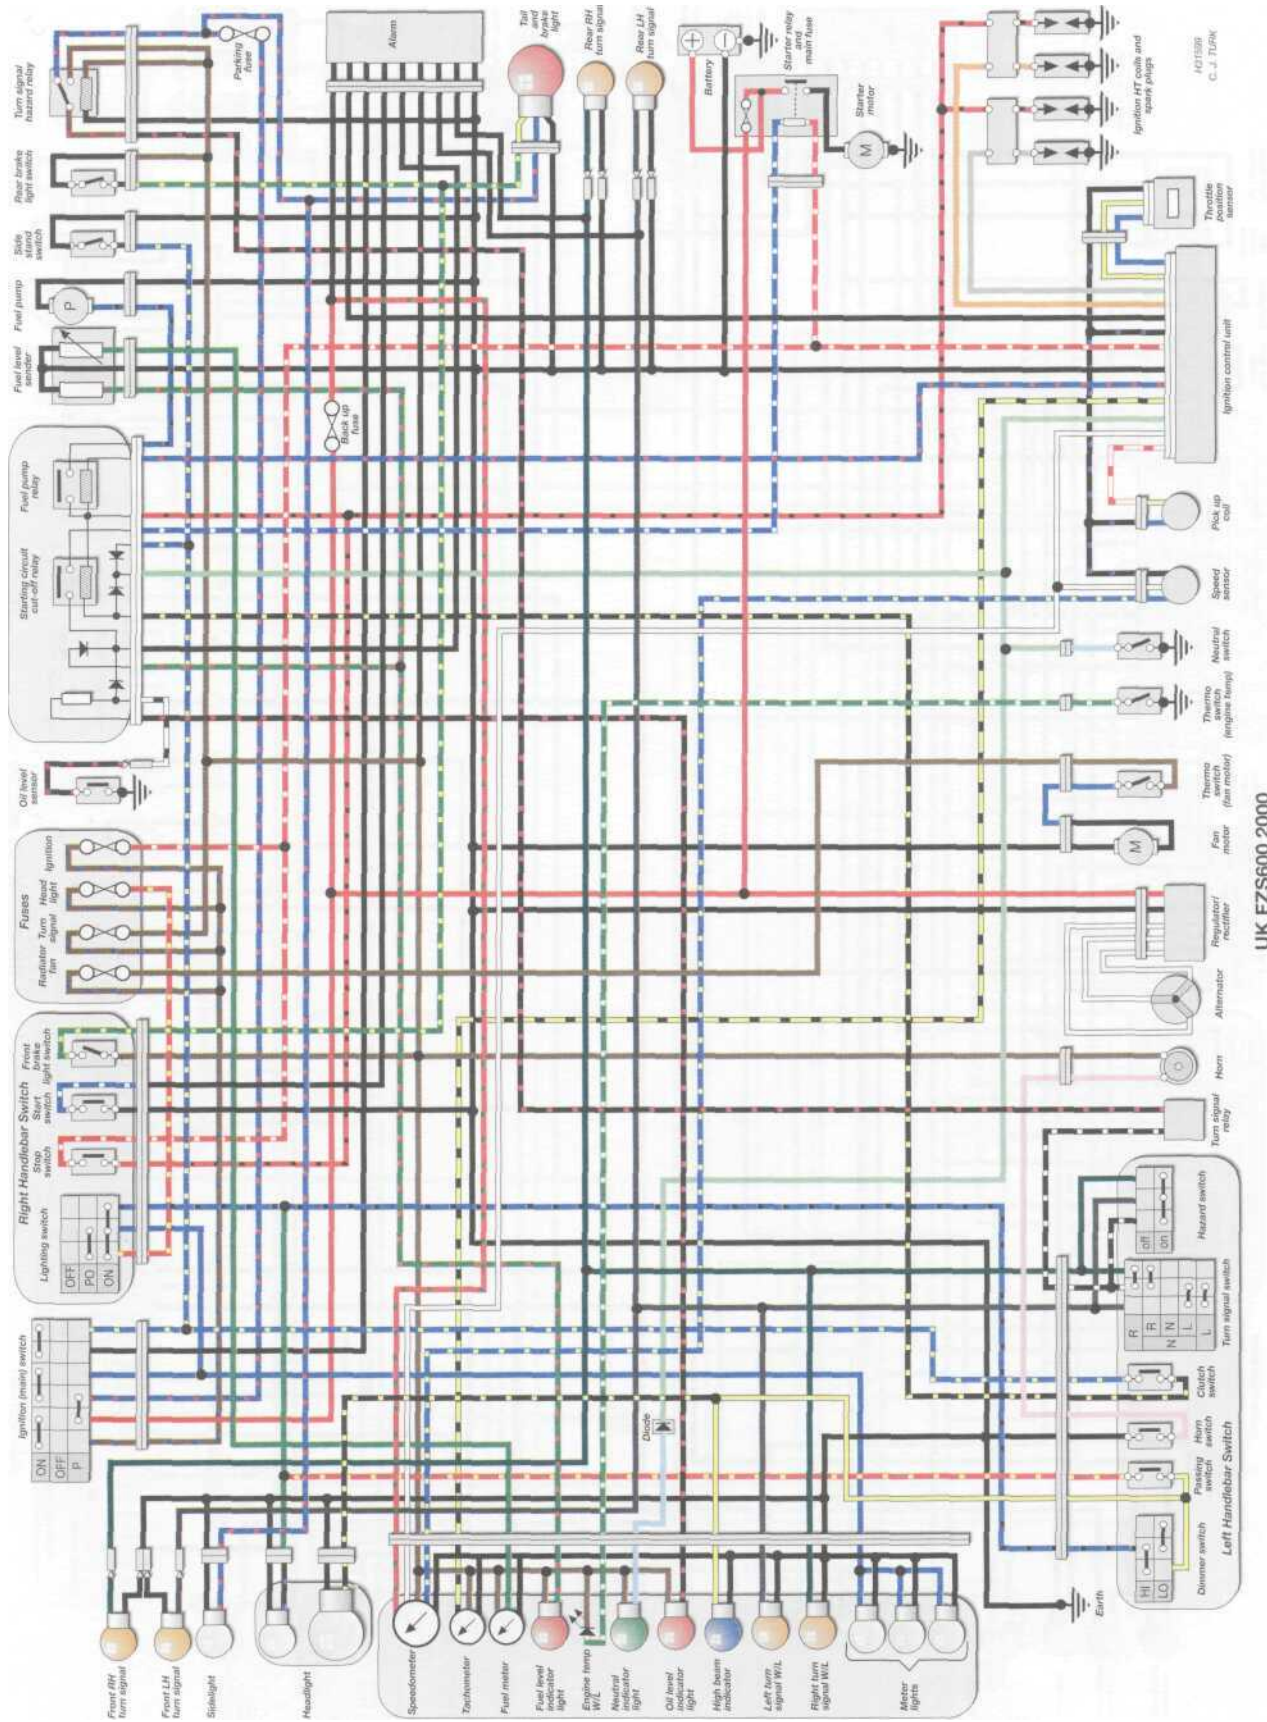 Turn signal
hazard relay
Parking
fuse
Alarm
Tail
and
brake
light
Rear RH
turn signal
Rear LH
turn signal
Battery
Starter relay
and
main fuse
Starter
motor
M
Ignition HT coils and
spark plugs
H31599
C. J. TURK
Rear brake
light switch
Side
stand
switch
Fuel pump
P
Fuel level
sender
Back up
fuse
Throttle
position
sensor
Ignition control unit
Fuel pump
relay
Starting circuit
cut-off relay
Pick up
coil
Speed
sensor
Neutral
switch
Thermo
switch
(engine temp)
Oil level
sensor
Thermo
switch
(fan motor)
Fan
motor
M
Fuses
Ignition
Head
light
Turn
signal
Radiator
fan
Regulator/
rectifier
Alternator
UK FZS600 2000
Right Handlebar Switch
Front
brake
light switch
Start
switch
Stop
switch
Lighting switch
OFF
PO
ON
Horn
Turn signal
relay
Hazard switch
off
on
Turn signal switch
R
R
N
N
L
L
Ignition (main) switch
ON
OFF
P
Diode
Clutch
switch
Horn
switch
Passing
switch
Dimmer switch
HI
LO
Left Handlebar Switch
Earth
Front RH
turn signal
Front LH
turn signal
Sidelight
Headlight
Speedometer
Tachometer
Fuel meter
Fuel level
indicator
light
Engine temp
W/L
Neutral
indicator
light
Oil level
indicator
light
High beam
indicator
Left turn
signal W/L
Right turn
signal W/L
Meter
lights